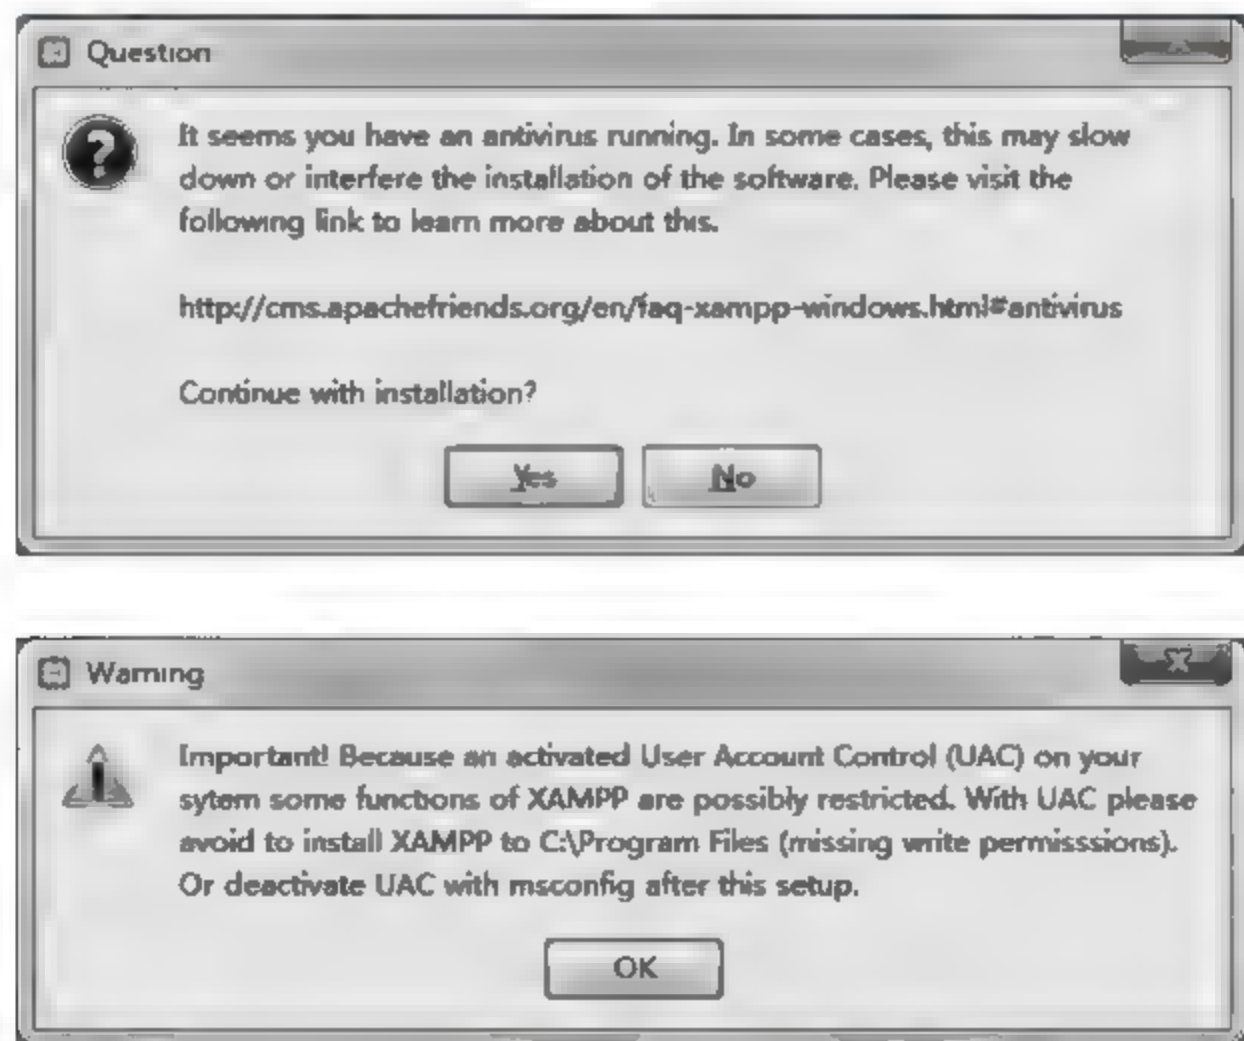 Question
It seems you have an antivirus running. In some cases, this may slow
down or interfere the installation of the software. Please visit the
following link to learn more about this.
http://cms.apachefriends.org/en/faq-xampp-windows.html#antivirus
Continue with installation?
Yes No
Warning
Important! Because an activated User Account Control (UAC) on your
sytem some functions of XAMPP are possibly restricted. With UAC please
avoid to install XAMPP to C:\Program Files (missing write permisssions).
Or deactivate UAC with msconfig after this setup.
OK